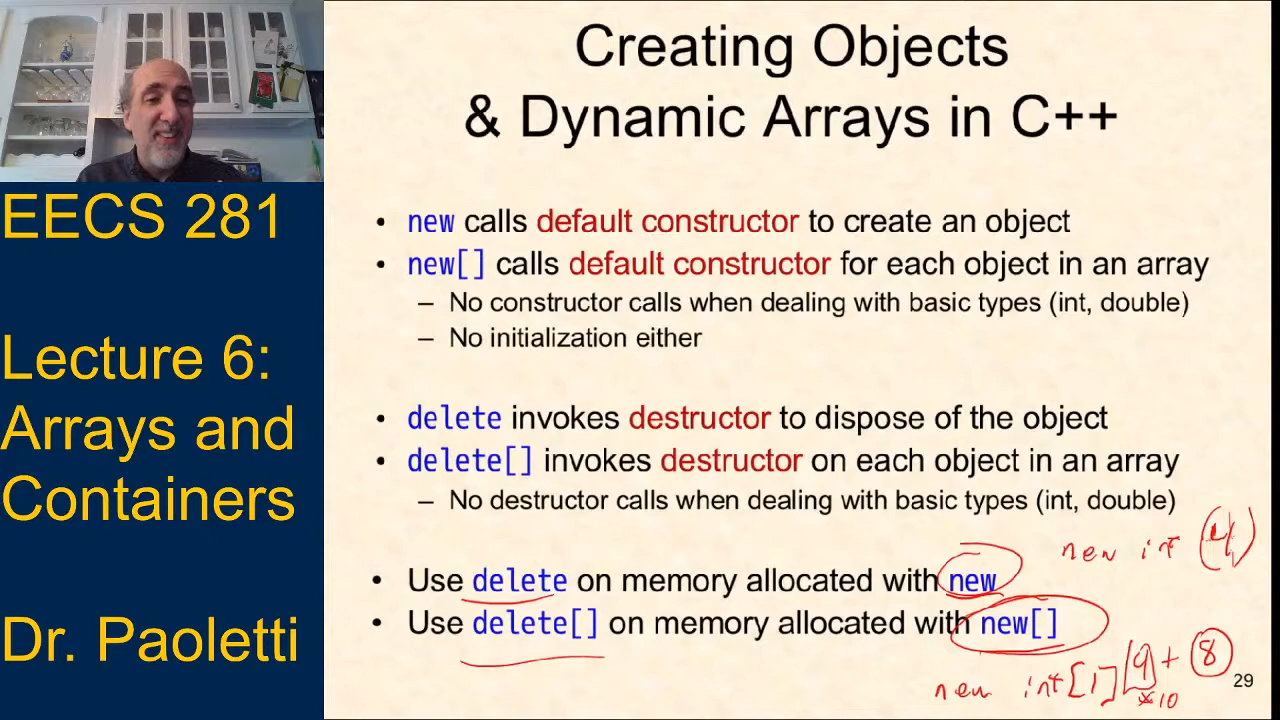 EECS 281
Lecture 6:
Arrays and
Containers
Dr. Paoletti
Creating Objects
& Dynamic Arrays in C++
• new calls default constructor to create an object
• new[] calls default constructor for each object in an array
– No constructor calls when dealing with basic types (int, double)
– No initialization either
• delete invokes destructor to dispose of the object
• delete[] invokes destructor on each object in an array
– No destructor calls when dealing with basic types (int, double)
new int (4)
• Use delete on memory allocated with new
• Use delete[] on memory allocated with new[]
new int[1] + 8
*10
29